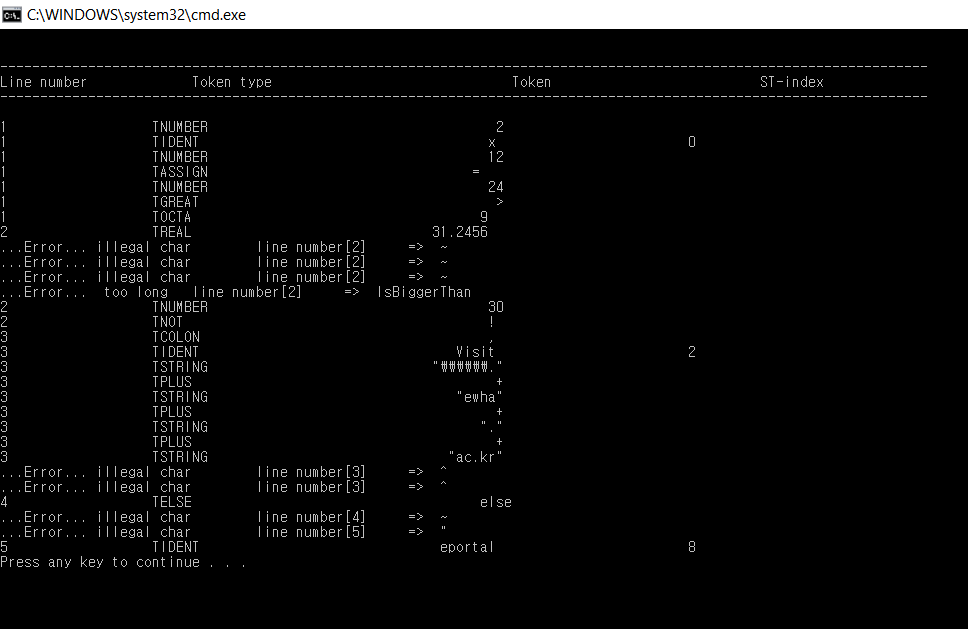 C:\WINDOWS\system32\cmd.exe
Line number Token type Token ST-index
1 TNUMBER 2
1 TIDENT x 0
1 TNUMBER 12
1 TASSIGN =
1 TNUMBER 24
1 TGREAT >
1 TOCTA 9
2 TREAL 31.2456
...Error... illegal char line number[2] => ~
...Error... illegal char line number[2] => ~
...Error... illegal char line number[2] => ~
...Error... too long line number[2] => IsBiggerThan
2 TNUMBER 30
2 TNOT !
3 TCOLON ,
3 TIDENT Visit 2
3 TSTRING "₩₩₩₩₩₩."
3 TPLUS +
3 TSTRING "ewha"
3 TPLUS +
3 TSTRING "."
3 TPLUS +
3 TSTRING "ac.kr"
...Error... illegal char line number[3] => ^
...Error... illegal char line number[3] => ^
4 TELSE else
...Error... illegal char line number[4] => ~
...Error... illegal char line number[5] => "
5 TIDENT eportal 8
Press any key to continue . . .